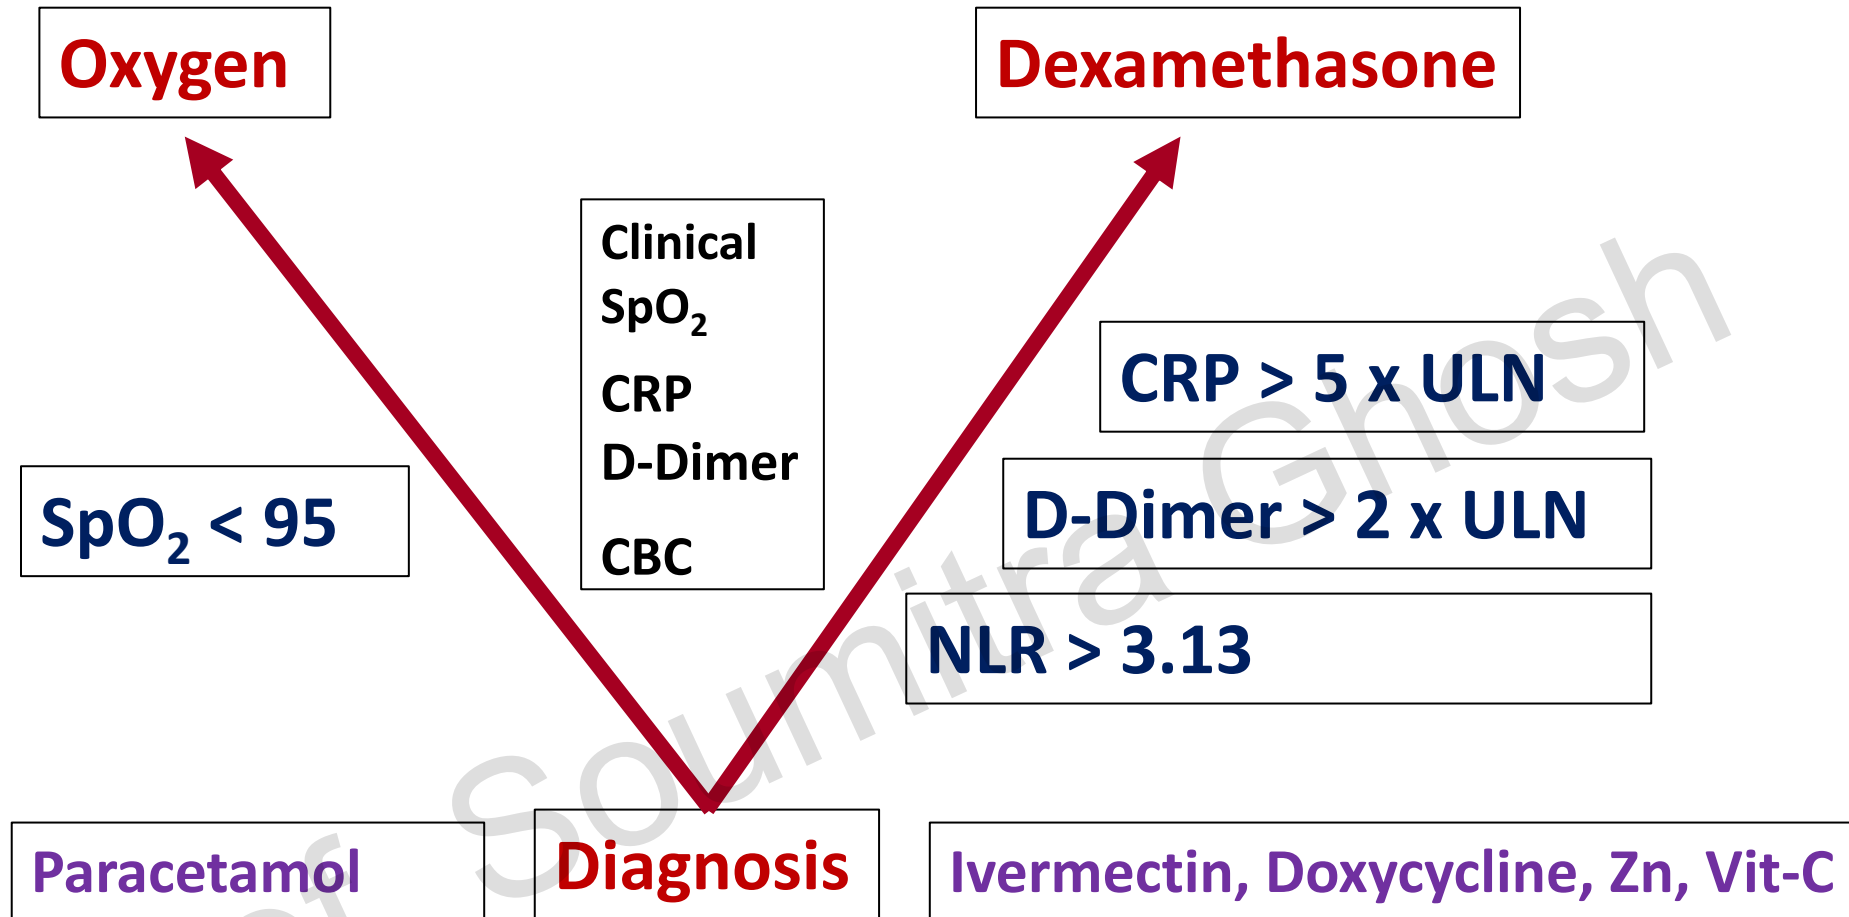 Oxygen
Dexamethasone
Clinical
SpO₂
CRP
D-Dimer
CBC
SpO₂ < 95
CRP > 5 x ULN
D-Dimer > 2 x ULN
NLR > 3.13
Paracetamol
Diagnosis
Ivermectin, Doxycycline, Zn, Vit-C
of Soumitra Ghosh